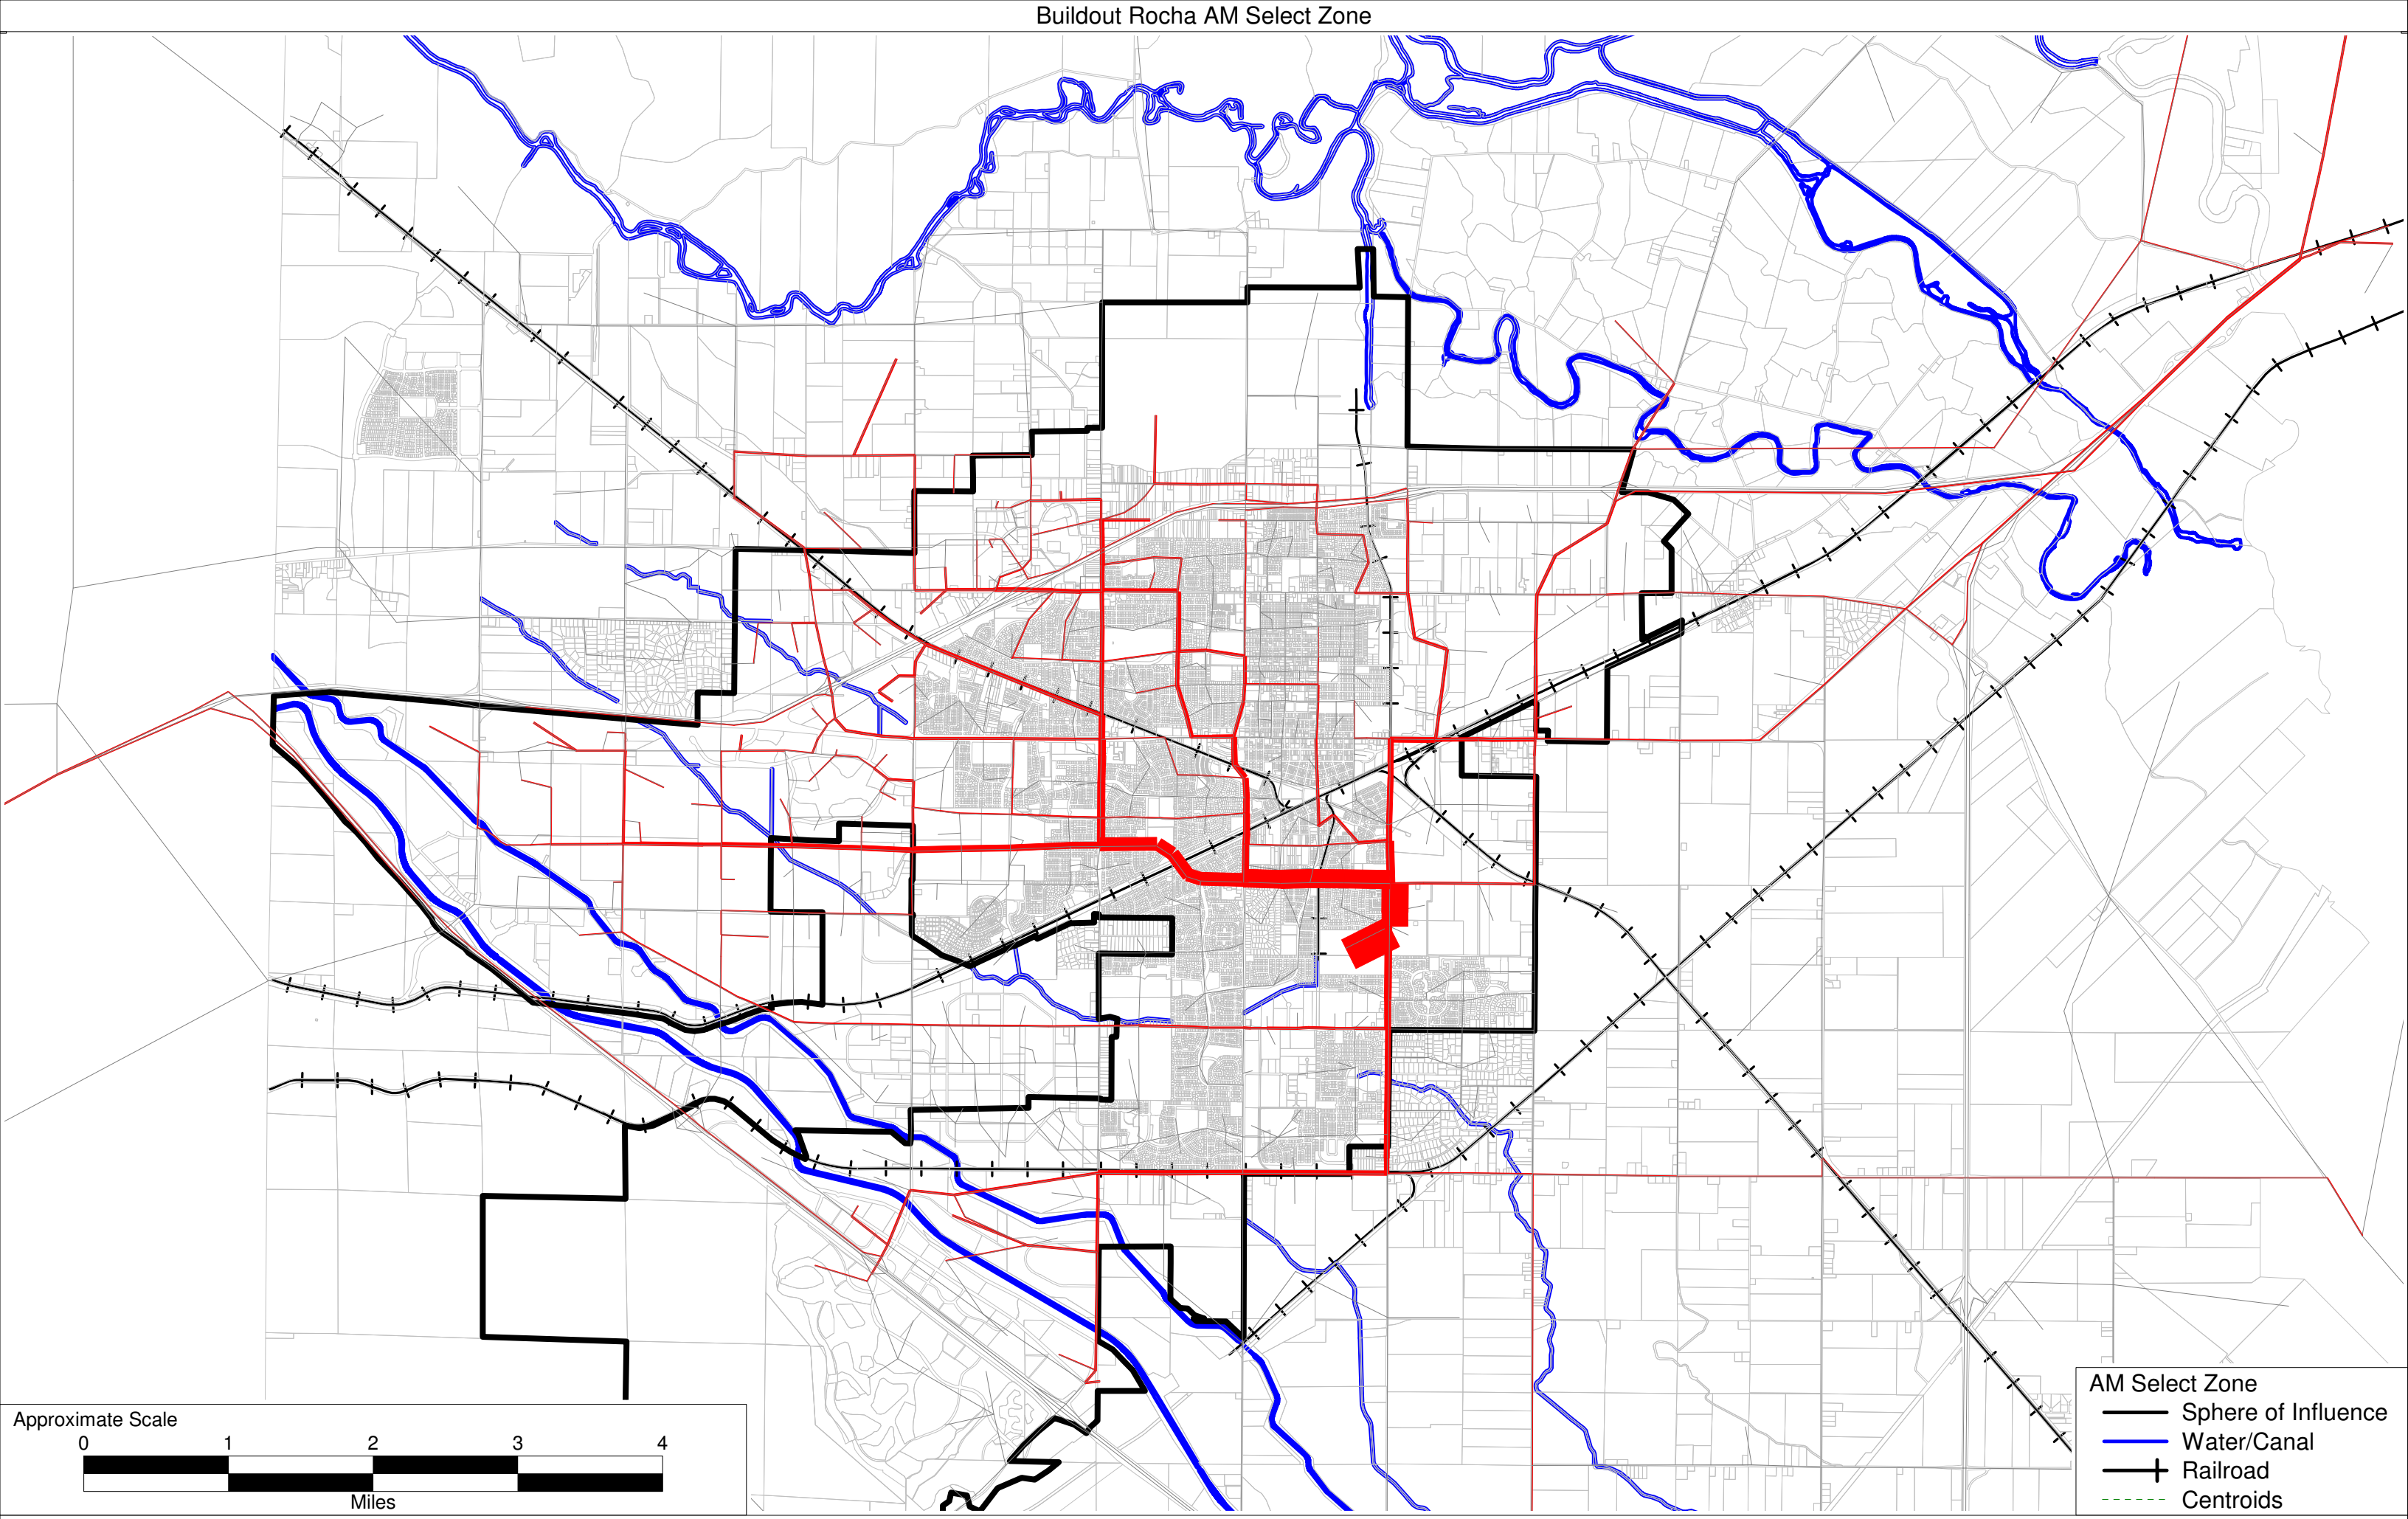 Buildout Rocha AM Select Zone
Approximate Scale
0 1 2 3 4
Miles
AM Select Zone
Sphere of Influence
Water/Canal
Railroad
Centroids